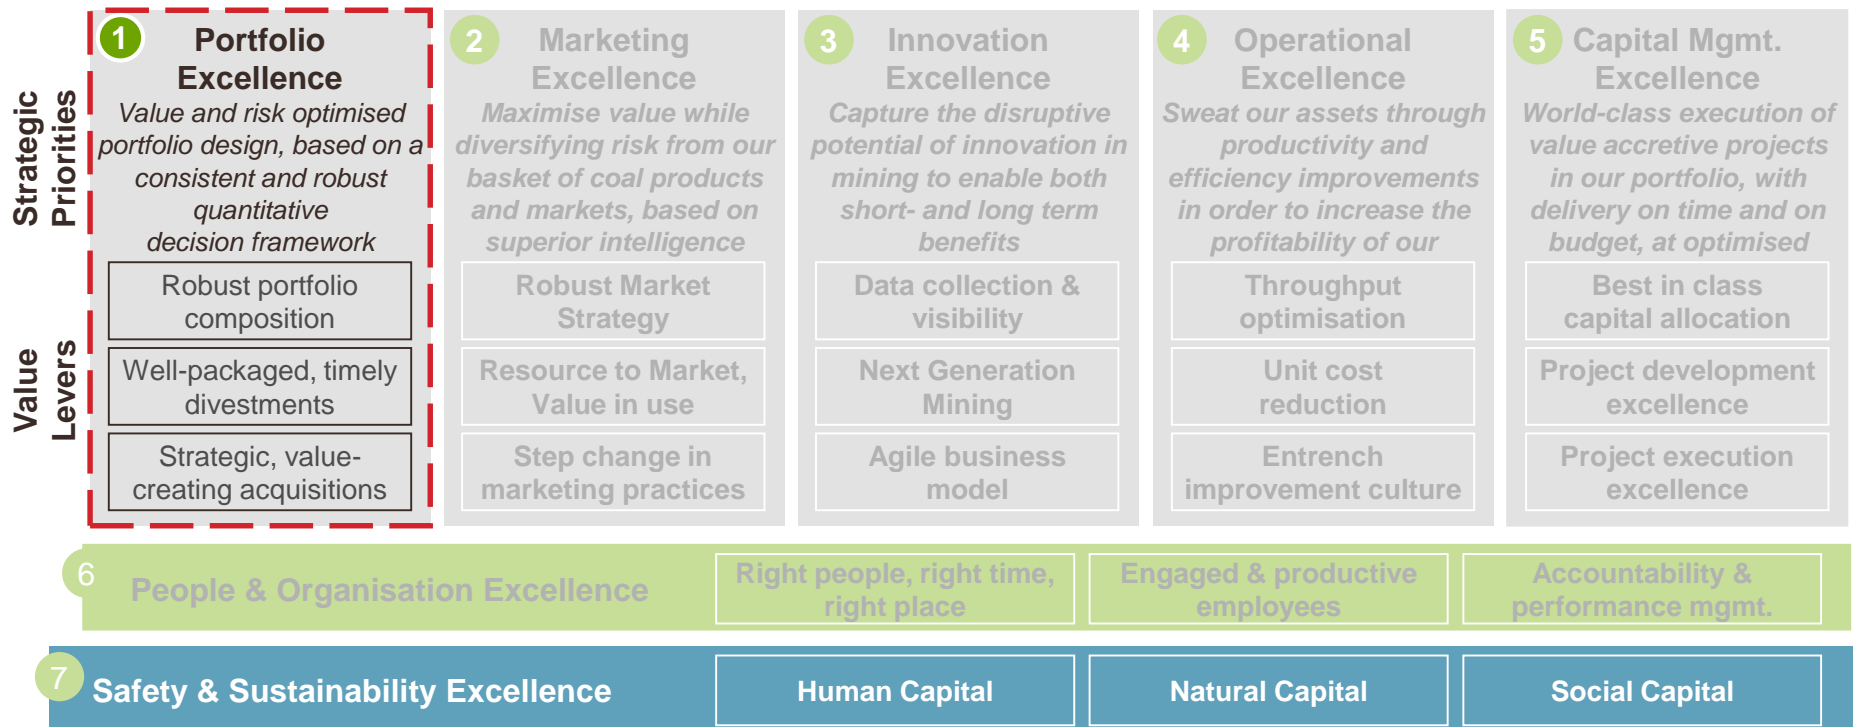 Strategic
Priorities
Value
Levers
1
Portfolio
Excellence
Value and risk optimised
portfolio design, based on a
consistent and robust
quantitative
decision framework
Robust portfolio
composition
Well-packaged, timely
divestments
Strategic, value-
creating acquisitions
2
Marketing
Excellence
Maximise value while
diversifying risk from our
basket of coal products
and markets, based on
superior intelligence
Robust Market
Strategy
Resource to Market,
Value in use
Step change in
marketing practices
3
Innovation
Excellence
Capture the disruptive
potential of innovation in
mining to enable both
short- and long term
benefits
Data collection &
visibility
Next Generation
Mining
Agile business
model
4
Operational
Excellence
Sweat our assets through
productivity and
efficiency improvements
in order to increase the
profitability of our
Throughput
optimisation
Unit cost
reduction
Entrench
improvement culture
5
Capital Mgmt.
Excellence
World-class execution of
value accretive projects
in our portfolio, with
delivery on time and on
budget, at optimised
Best in class
capital allocation
Project development
excellence
Project execution
excellence
6
People & Organisation Excellence
Right people, right time,
right place
Engaged & productive
employees
Accountability &
performance mgmt.
7
Safety & Sustainability Excellence
Human Capital
Natural Capital
Social Capital